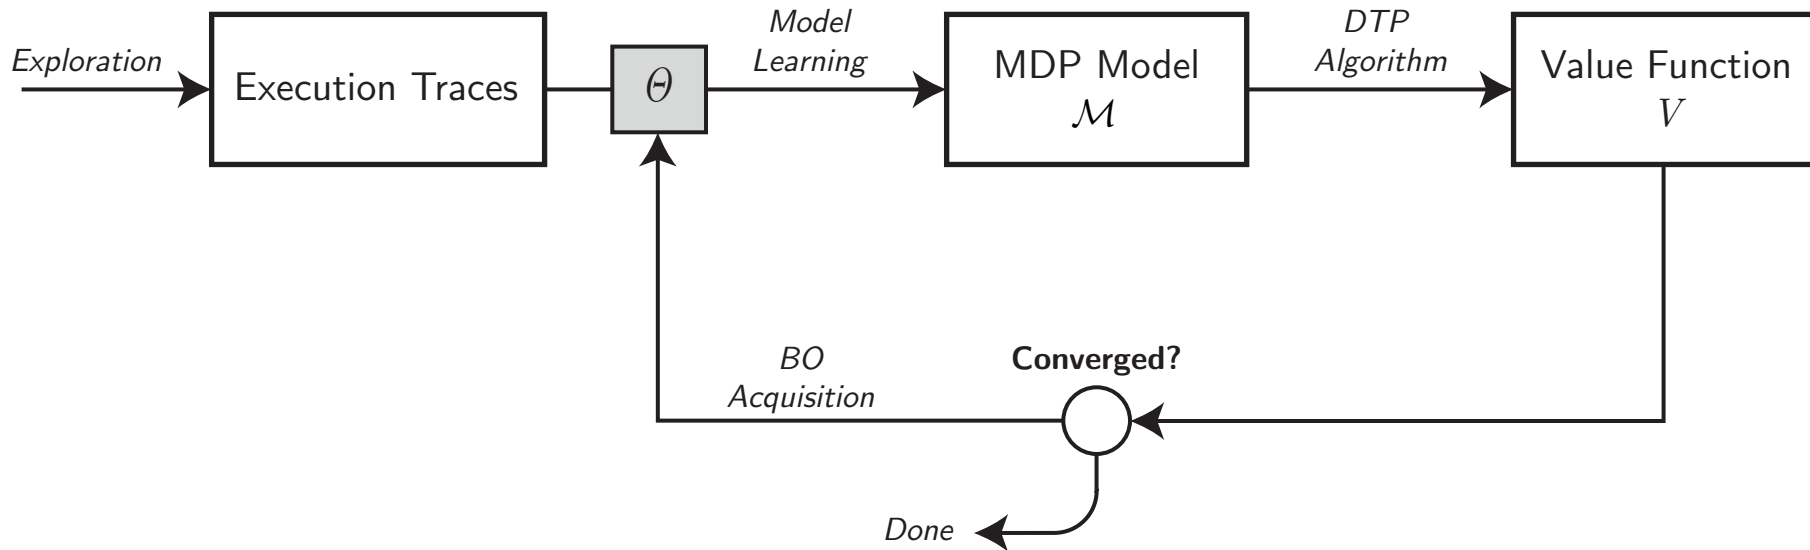 Exploration
Execution Traces
Θ
Model
Learning
MDP Model
ℳ
DTP
Algorithm
Value Function
V
BO
Acquisition
Converged?
Done